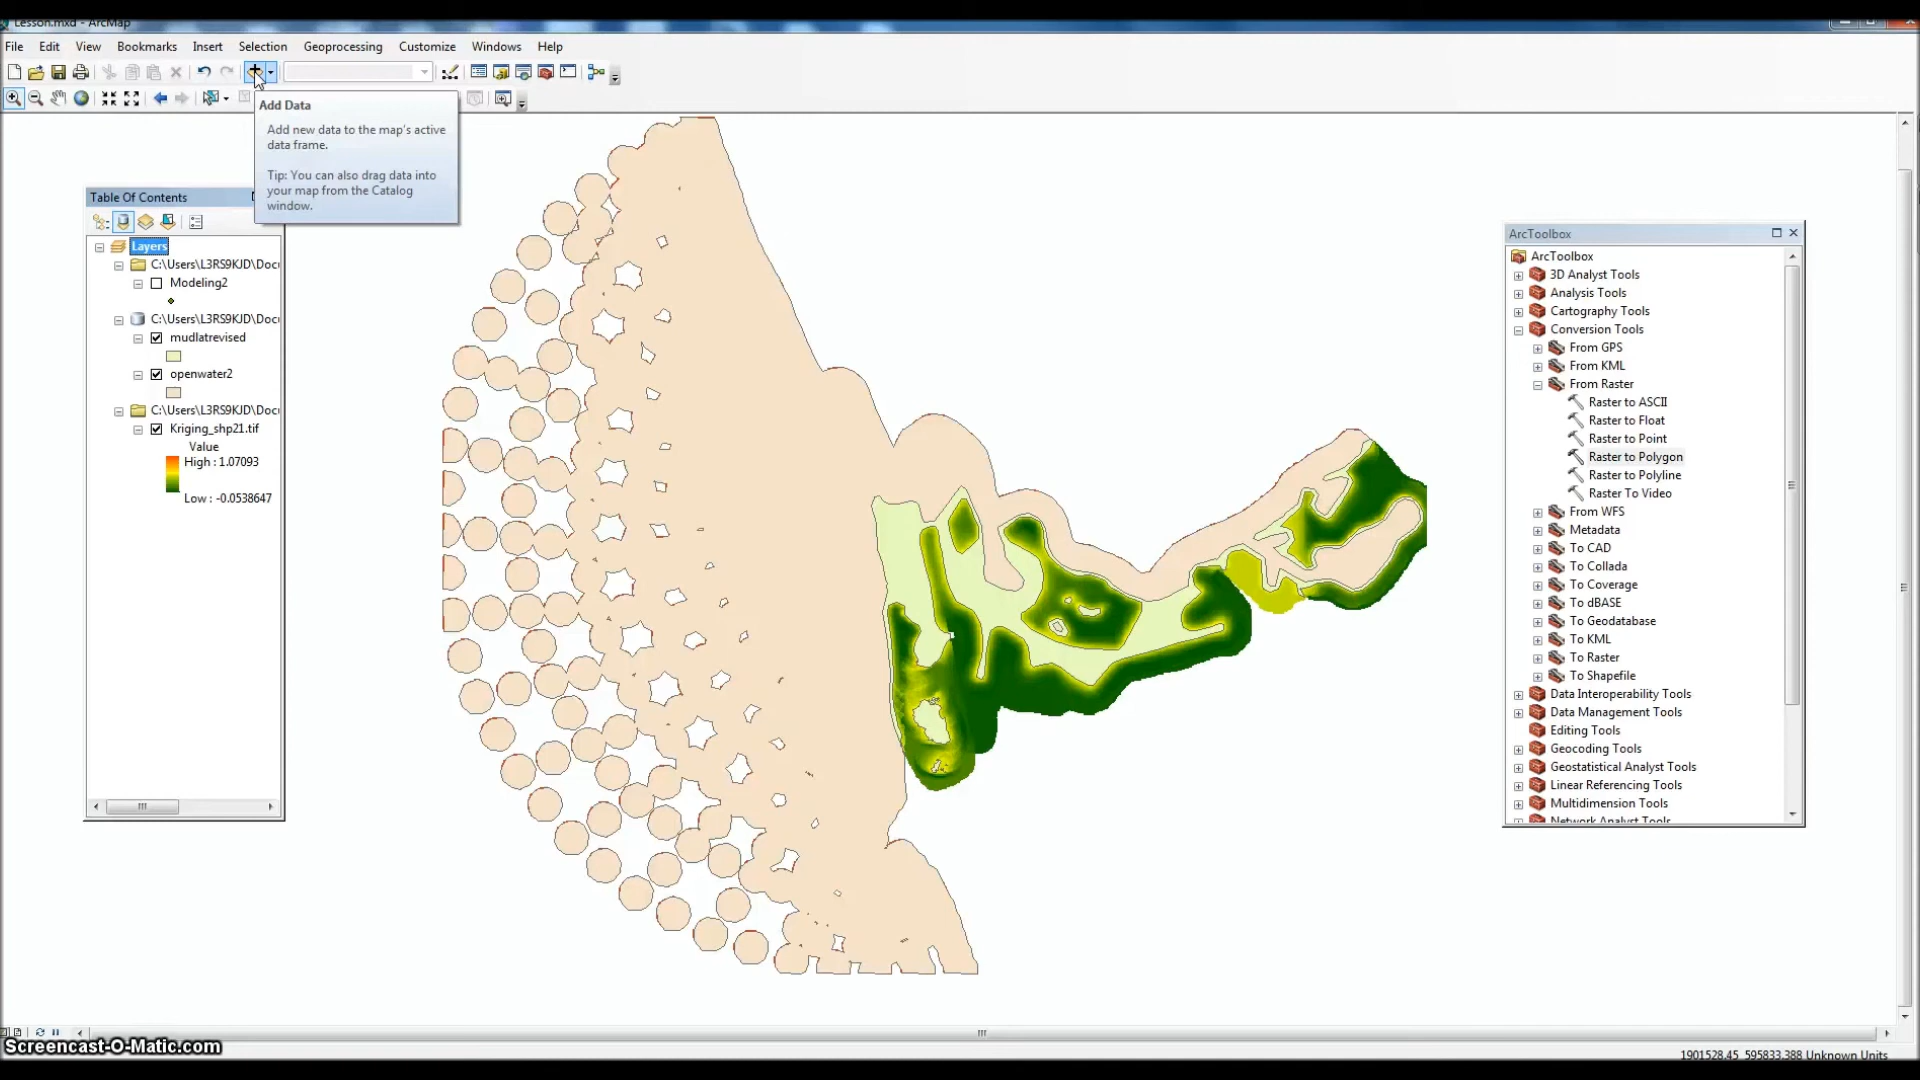 Lesson.mxd - ArcMap
File Edit View Bookmarks Insert Selection Geoprocessing Customize Windows Help
Add Data
Add new data to the map's active
data frame.
Tip: You can also drag data into
your map from the Catalog
window.
Table Of Contents
Layers
C:\Users\L3RS9KJD\Docu
Modeling2
C:\Users\L3RS9KJD\Docu
mudlatrevised
openwater2
C:\Users\L3RS9KJD\Docu
Kriging_shp21.tif
Value
High : 1.07093
Low : -0.0538647
ArcToolbox
ArcToolbox
3D Analyst Tools
Analysis Tools
Cartography Tools
Conversion Tools
From GPS
From KML
From Raster
Raster to ASCII
Raster to Float
Raster to Point
Raster to Polygon
Raster to Polyline
Raster To Video
From WFS
Metadata
To CAD
To Collada
To Coverage
To dBASE
To Geodatabase
To KML
To Raster
To Shapefile
Data Interoperability Tools
Data Management Tools
Editing Tools
Geocoding Tools
Geostatistical Analyst Tools
Linear Referencing Tools
Multidimension Tools
Network Analyst Tools
Screencast-O-Matic.com
1901528.45 595833.388 Unknown Units